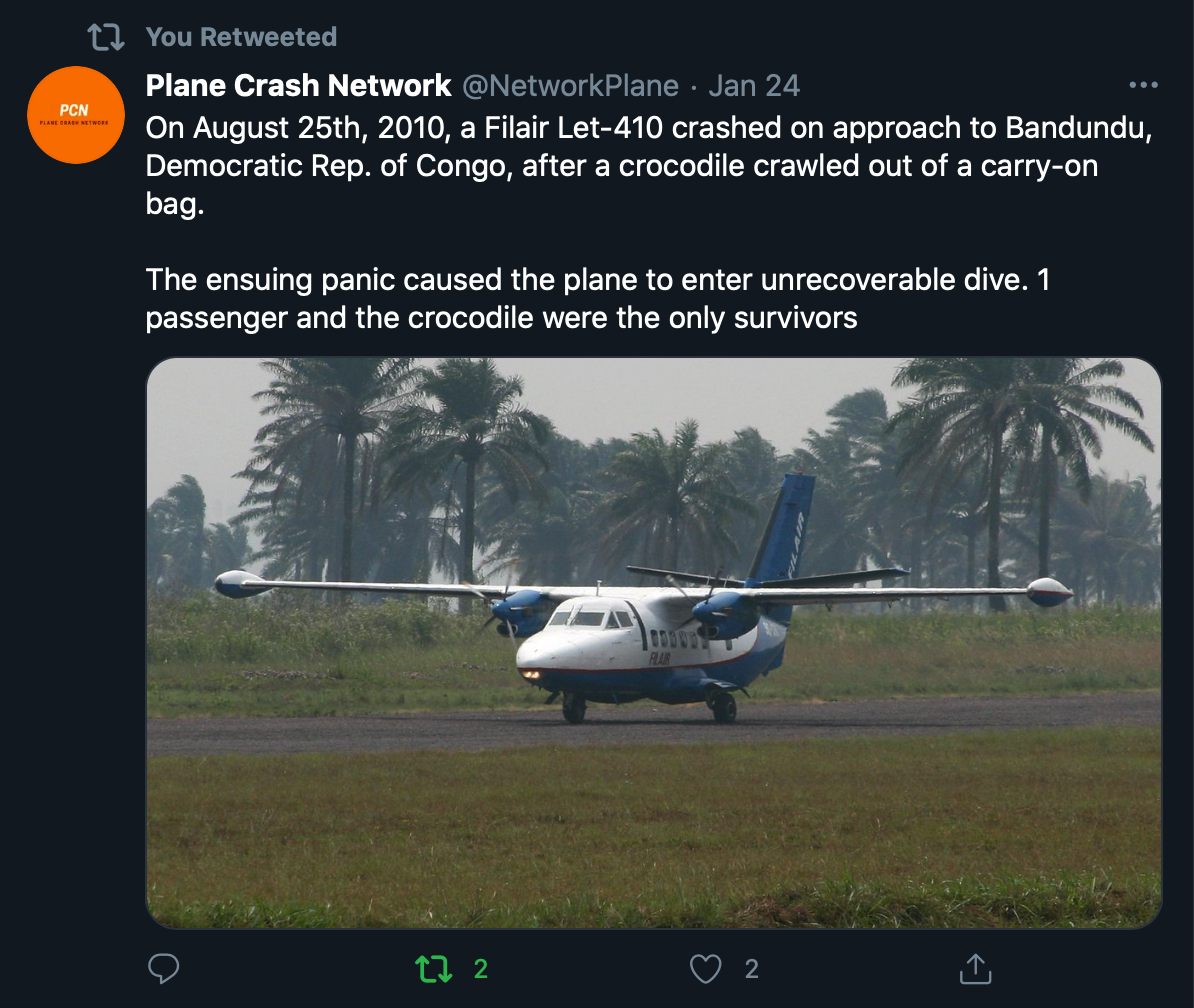 You Retweeted
Plane Crash Network @NetworkPlane · Jan 24
PCN
PLANE CRASH NETWORK
On August 25th, 2010, a Filair Let-410 crashed on approach to Bandundu,
Democratic Rep. of Congo, after a crocodile crawled out of a carry-on
bag.
The ensuing panic caused the plane to enter unrecoverable dive. 1
passenger and the crocodile were the only survivors
FILAIR
FILAIR
2
2